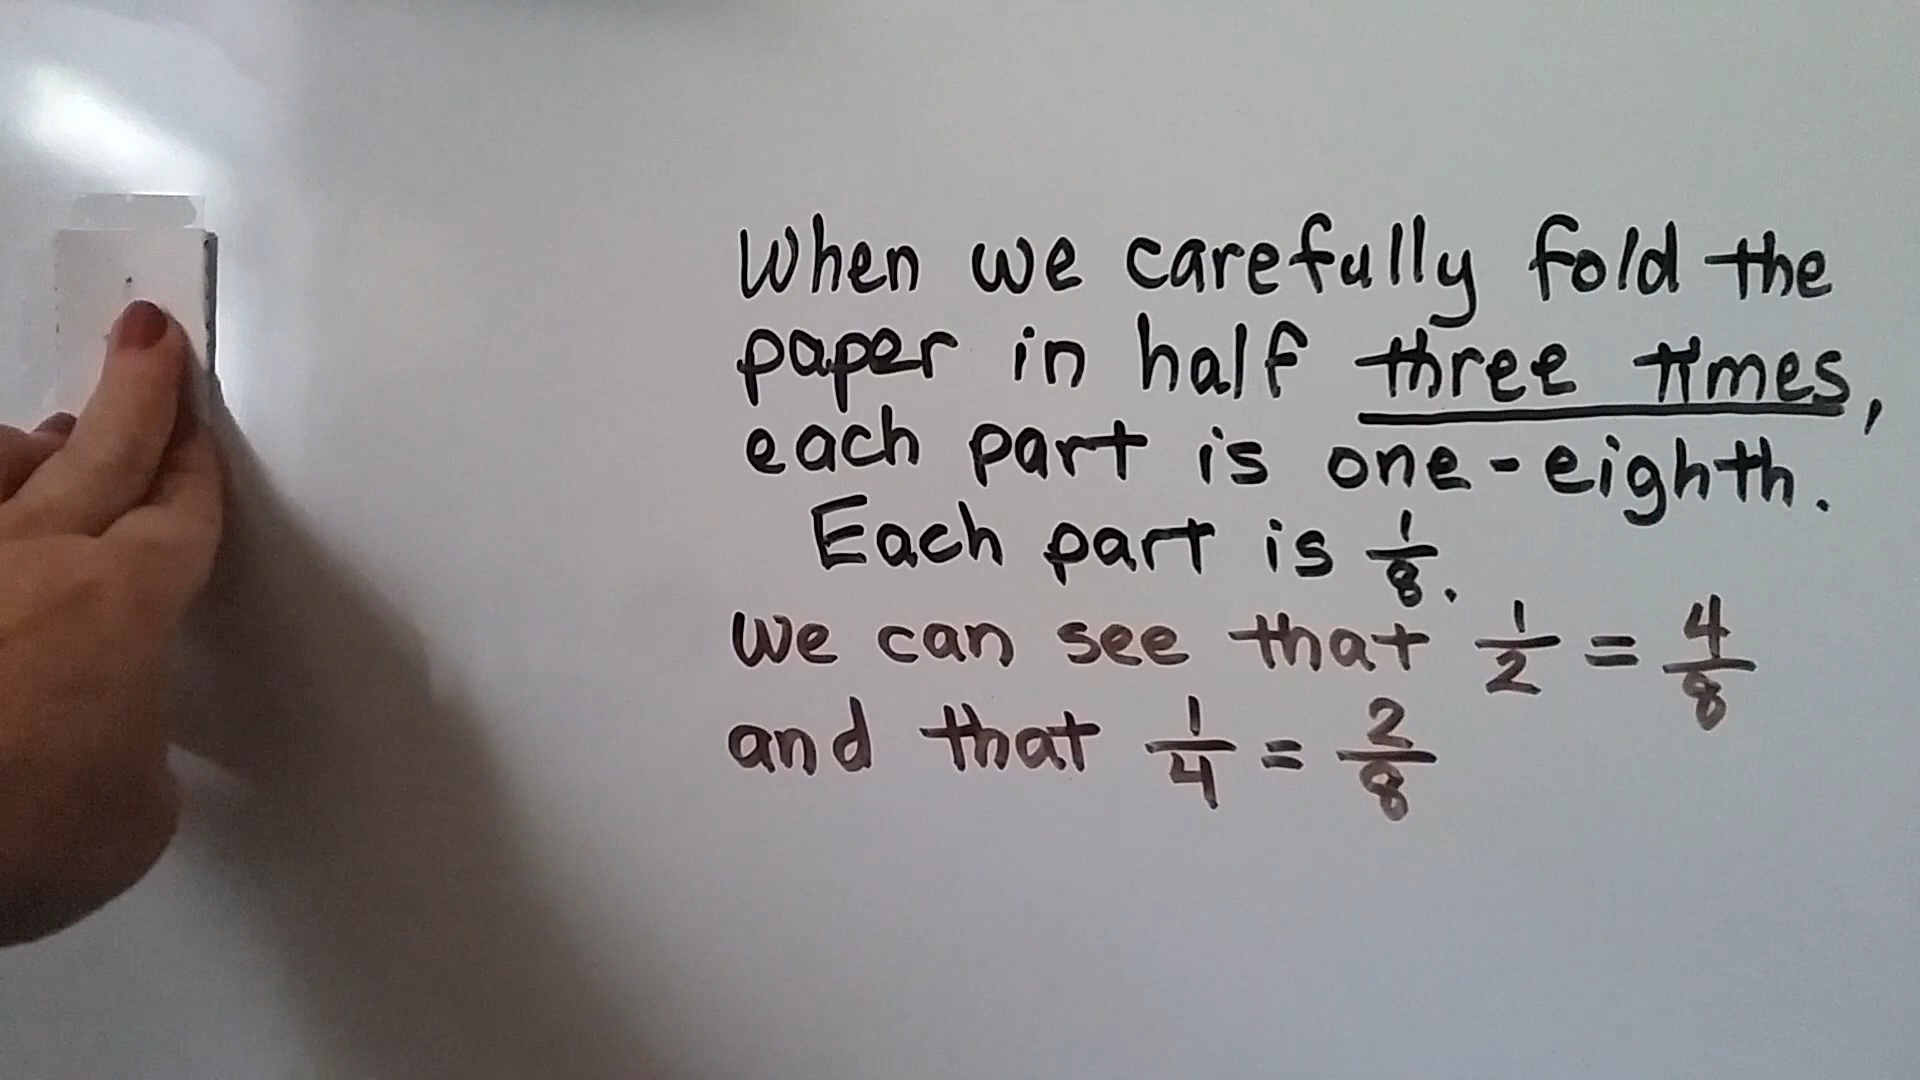 When we carefully fold the
paper in half three times,
each part is one-eighth.
Each part is 1/8.
we can see that 1/2 = 4/8
and that 1/4 = 2/8